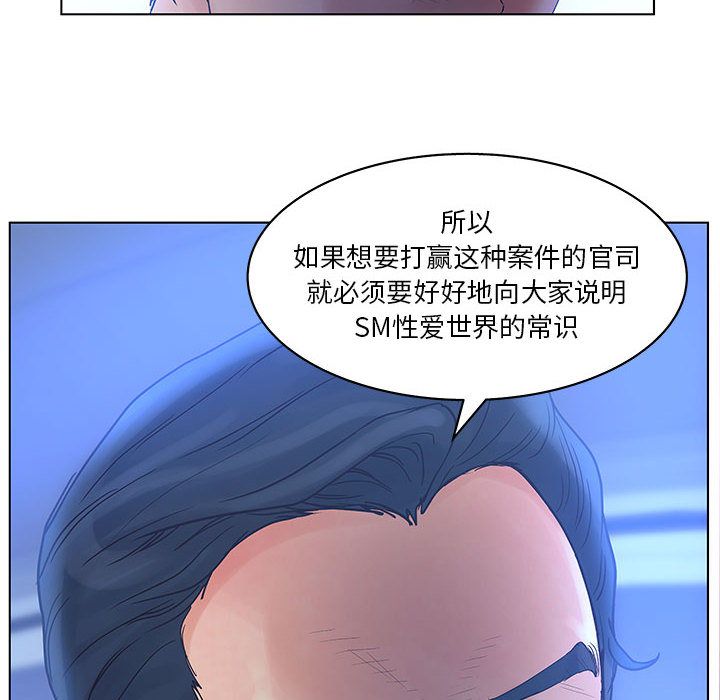 所以
如果想要打赢这种案件的官司
就必须要好好地向大家说明
SM性爱世界的常识